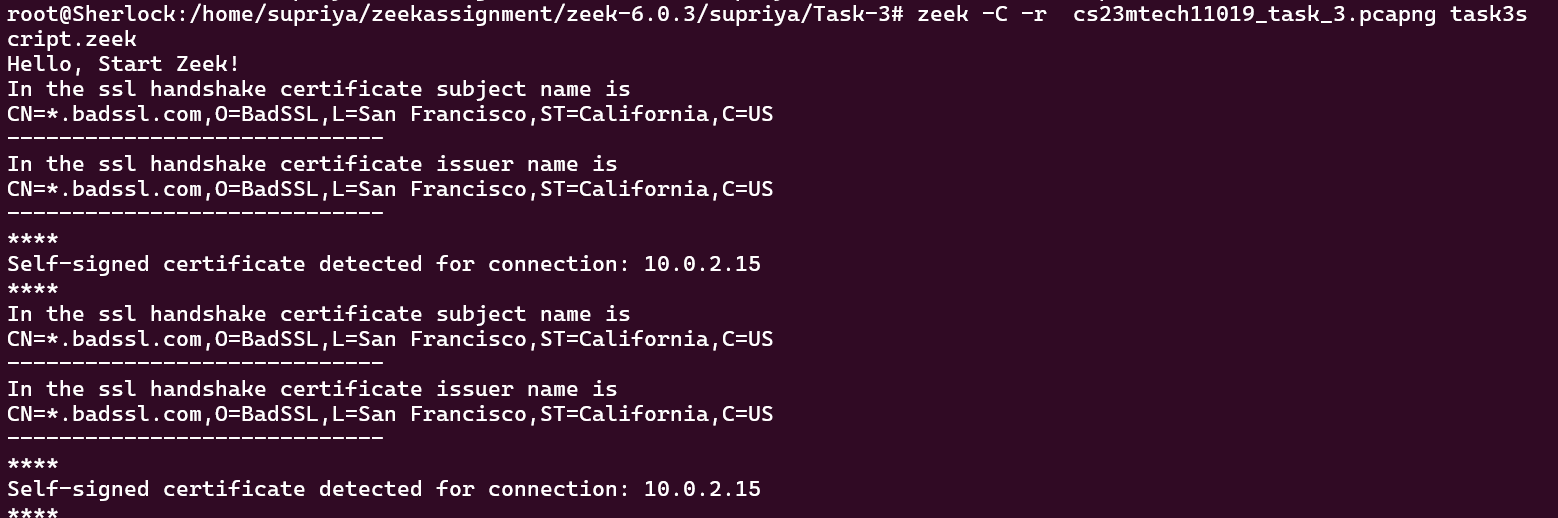 root@Sherlock:/home/supriya/zeekassignment/zeek-6.0.3/supriya/Task-3# zeek -C -r  cs23mtech11019_task_3.pcapng task3s
cript.zeek
Hello, Start Zeek!
In the ssl handshake certificate subject name is
CN=*.badssl.com,O=BadSSL,L=San Francisco,ST=California,C=US
-----------------------------
In the ssl handshake certificate issuer name is
CN=*.badssl.com,O=BadSSL,L=San Francisco,ST=California,C=US
-----------------------------
****
Self-signed certificate detected for connection: 10.0.2.15
****
In the ssl handshake certificate subject name is
CN=*.badssl.com,O=BadSSL,L=San Francisco,ST=California,C=US
-----------------------------
In the ssl handshake certificate issuer name is
CN=*.badssl.com,O=BadSSL,L=San Francisco,ST=California,C=US
-----------------------------
****
Self-signed certificate detected for connection: 10.0.2.15
****